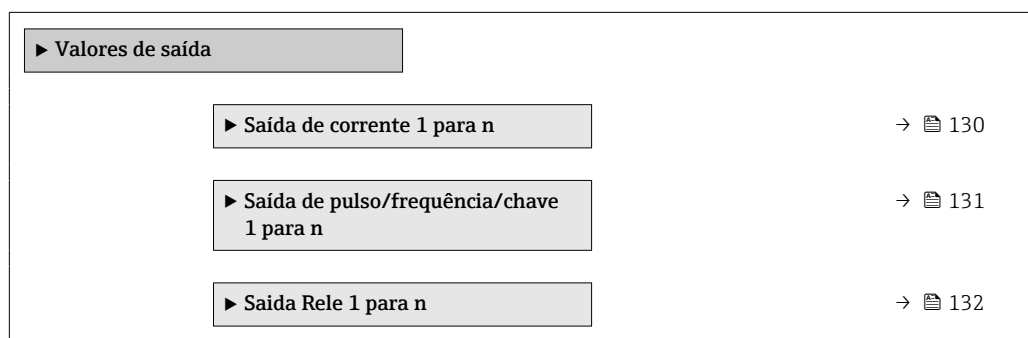 ▶ Valores de saída
▶ Saída de corrente 1 para n → 130
▶ Saída de pulso/frequência/chave → 131
1 para n
▶ Saida Rele 1 para n → 132